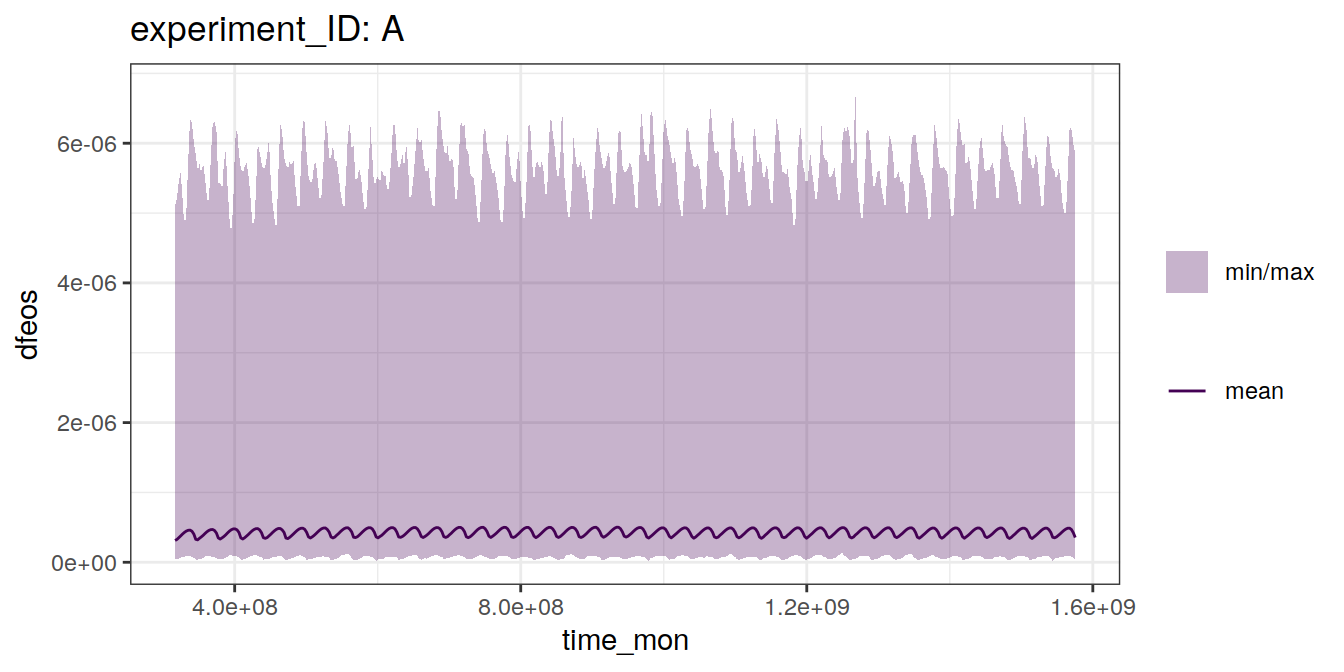 experiment_ID: A
dfeos
6e-06
4e-06
2e-06
0e+00
4.0e+08
8.0e+08
1.2e+09
1.6e+09
time_mon
min/max
mean